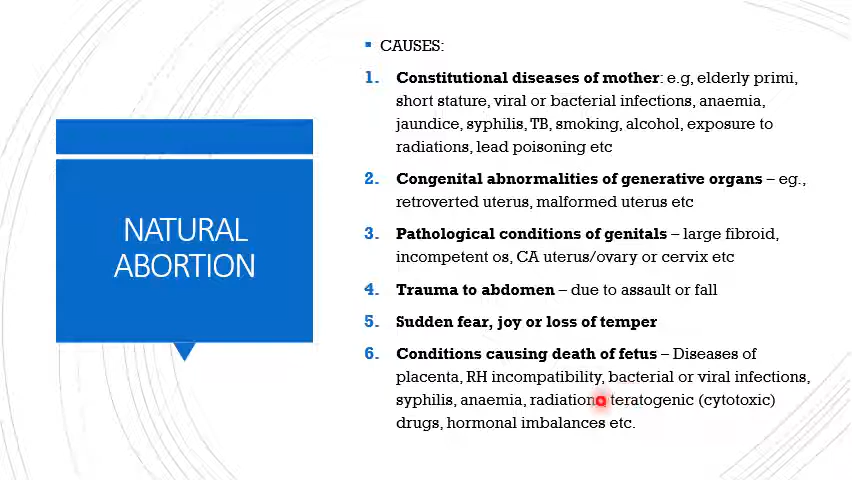 NATURAL
ABORTION
CAUSES:
1. Constitutional diseases of mother: e.g, elderly primi,
short stature, viral or bacterial infections, anaemia,
jaundice, syphilis, TB, smoking, alcohol, exposure to
radiations, lead poisoning etc
2. Congenital abnormalities of generative organs – eg.,
retroverted uterus, malformed uterus etc
3. Pathological conditions of genitals – large fibroid,
incompetent os, CA uterus/ovary or cervix etc
4. Trauma to abdomen – due to assault or fall
5. Sudden fear, joy or loss of temper
6. Conditions causing death of fetus – Diseases of
placenta, RH incompatibility, bacterial or viral infections,
syphilis, anaemia, radiation teratogenic (cytotoxic)
drugs, hormonal imbalances etc.